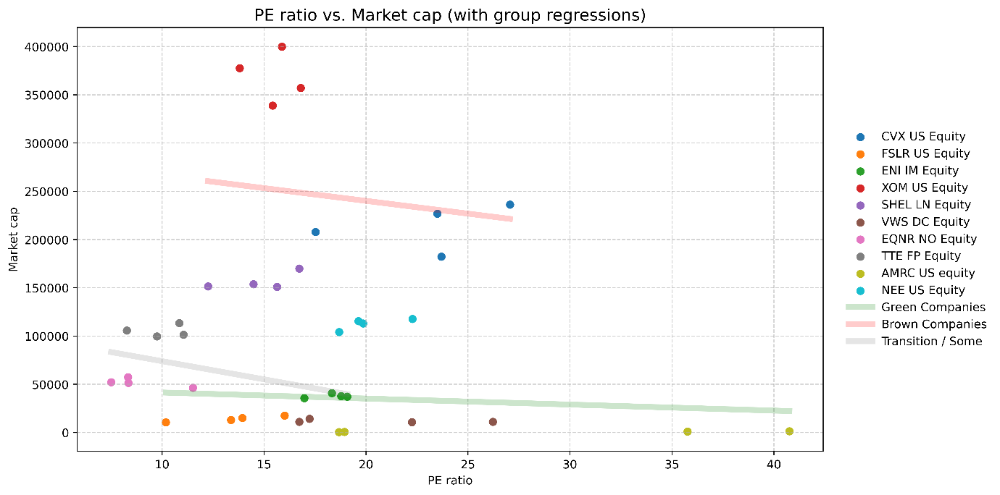 PE ratio vs. Market cap (with group regressions)
400000
350000
300000
250000
200000
150000
100000
50000
0
Market cap
10 15 20 25 30 35 40
PE ratio
CVX US Equity
FSLR US Equity
ENI IM Equity
XOM US Equity
SHEL LN Equity
VWS DC Equity
EQNR NO Equity
TTE FP Equity
AMRC US equity
NEE US Equity
Green Companies
Brown Companies
Transition / Some